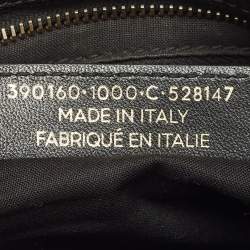 390160·1000·C·528147
MADE IN ITALY
FABRIQUÉ EN ITALIE